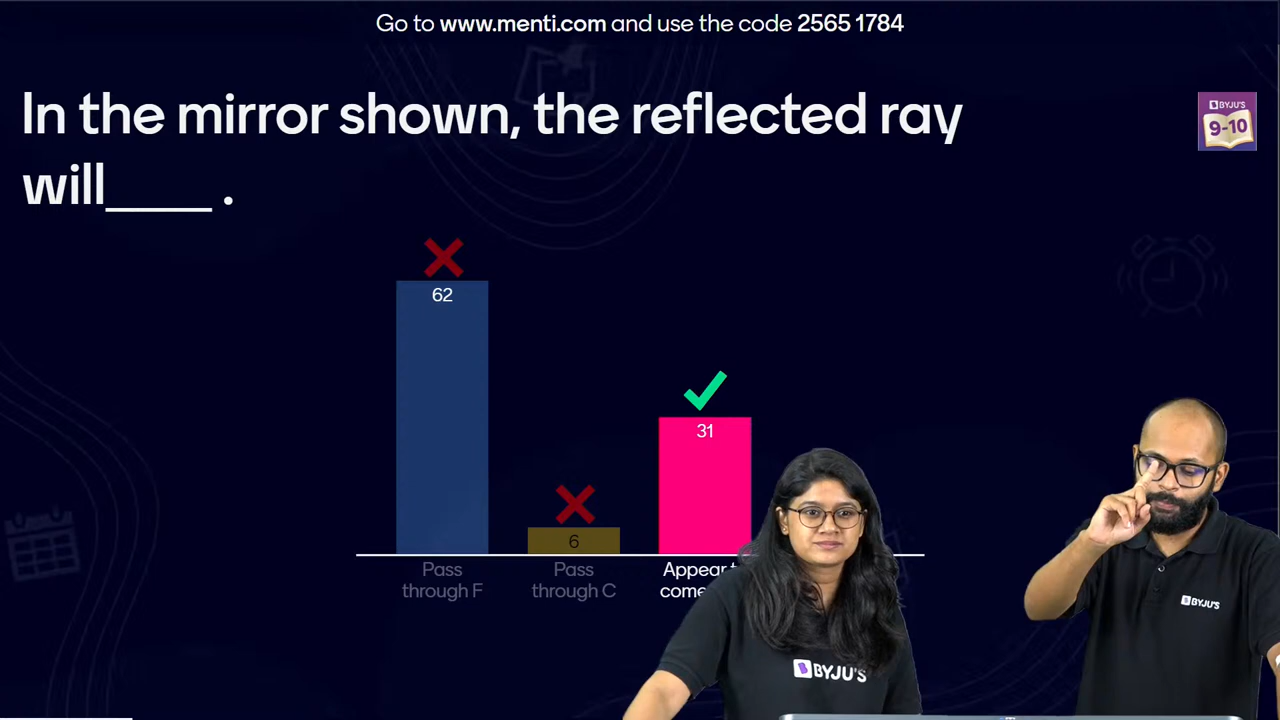 Go to www.menti.com and use the code 2565 1784
In the mirror shown, the reflected ray
will____ .
BYJU'S
9-10
62
31
6
Pass
through F
Pass
through C
Appear
come
BYJU'S
BYJU'S